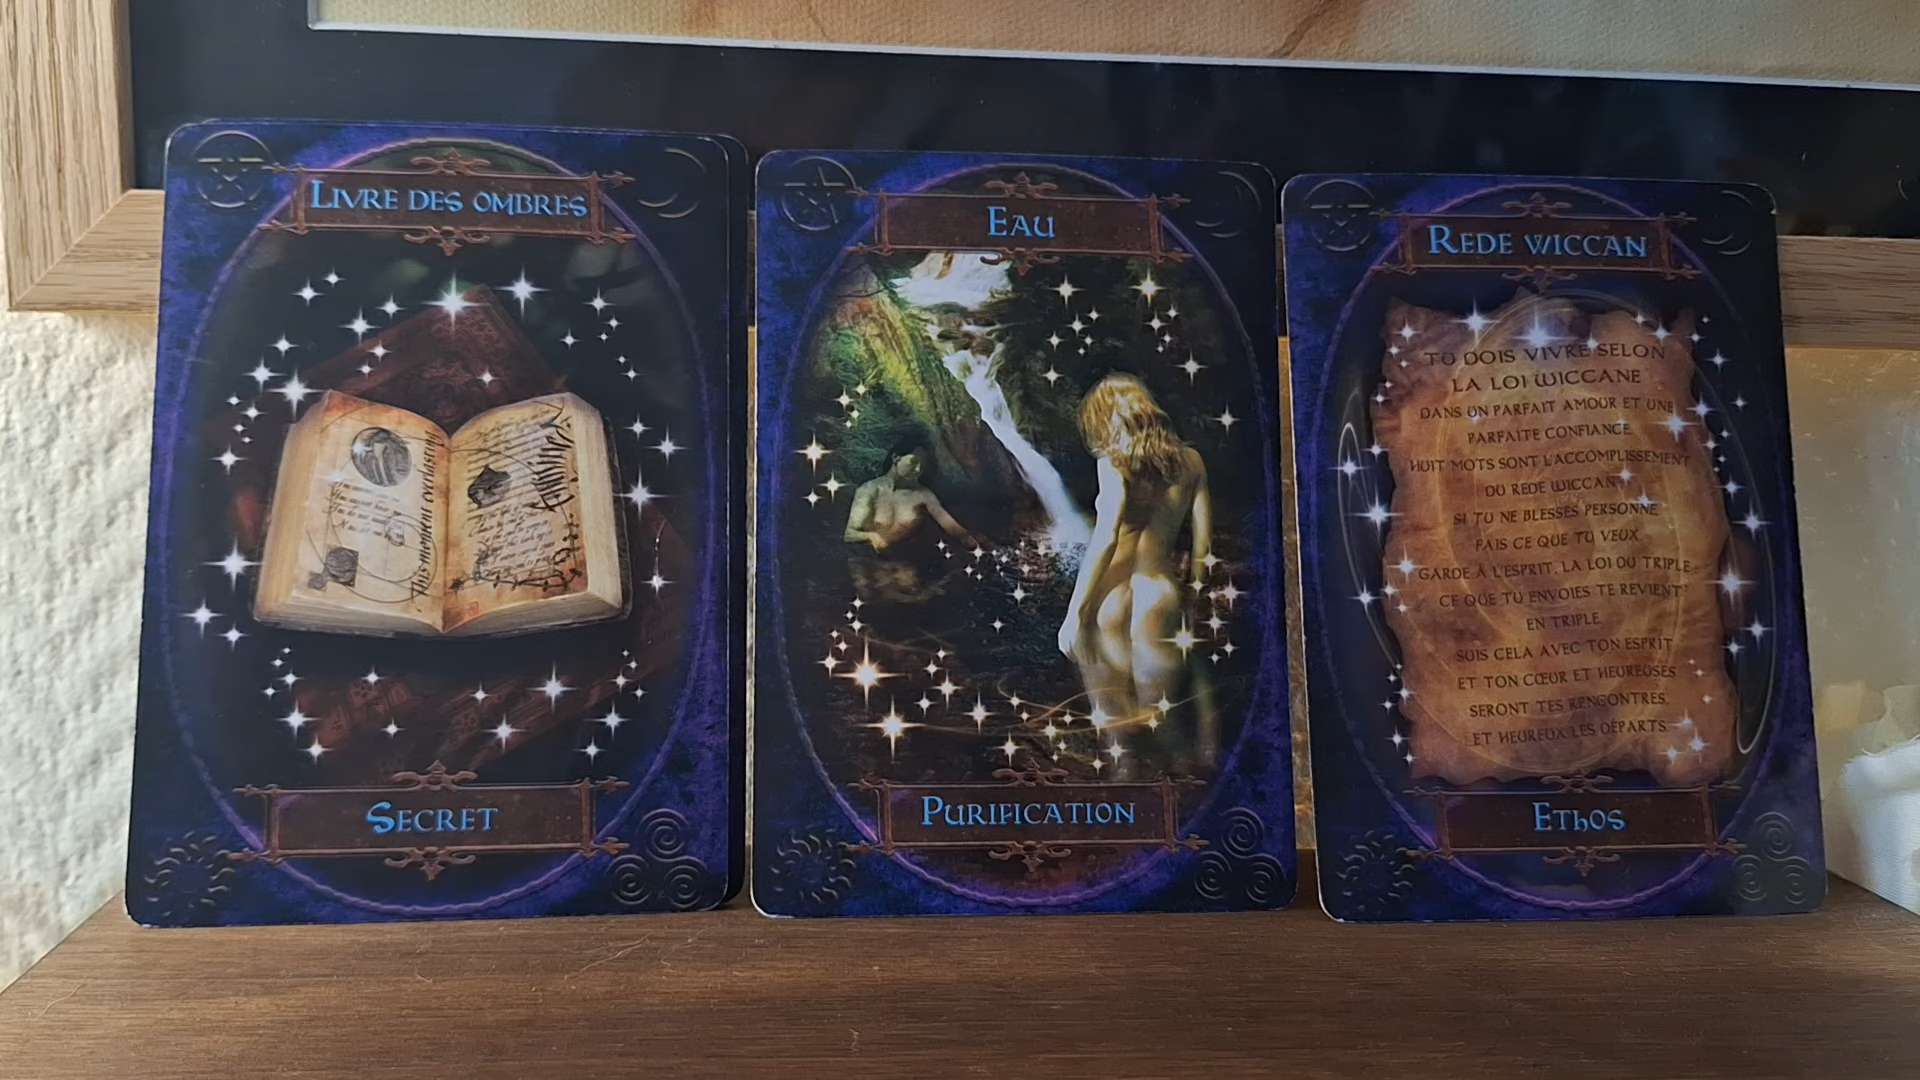 LIVRE DES OMBRES
This moment everlasting
SECRET
EAU
PURIFICATION
REDE WICCAN
TU DOIS VIVRE SELON
LA LOI WICCANE
DANS UN PARFAIT AMOUR ET UNE
PARFAITE CONFIANCE.
HUIT MOTS SONT L'ACCOMPLISSEMENT
DU REDE WICCAN
SI TU NE BLESSES PERSONNE
FAIS CE QUE TU VEUX
GARDE À L'ESPRIT, LA LOI DU TRIPLE
CE QUE TU ENVOIES TE REVIENT
EN TRIPLE.
SUIS CELA AVEC TON ESPRIT
ET TON CŒUR ET HEUREUSES
SERONT TES RENCONTRES,
ET HEUREUX LES DÉPARTS.
ETHOS